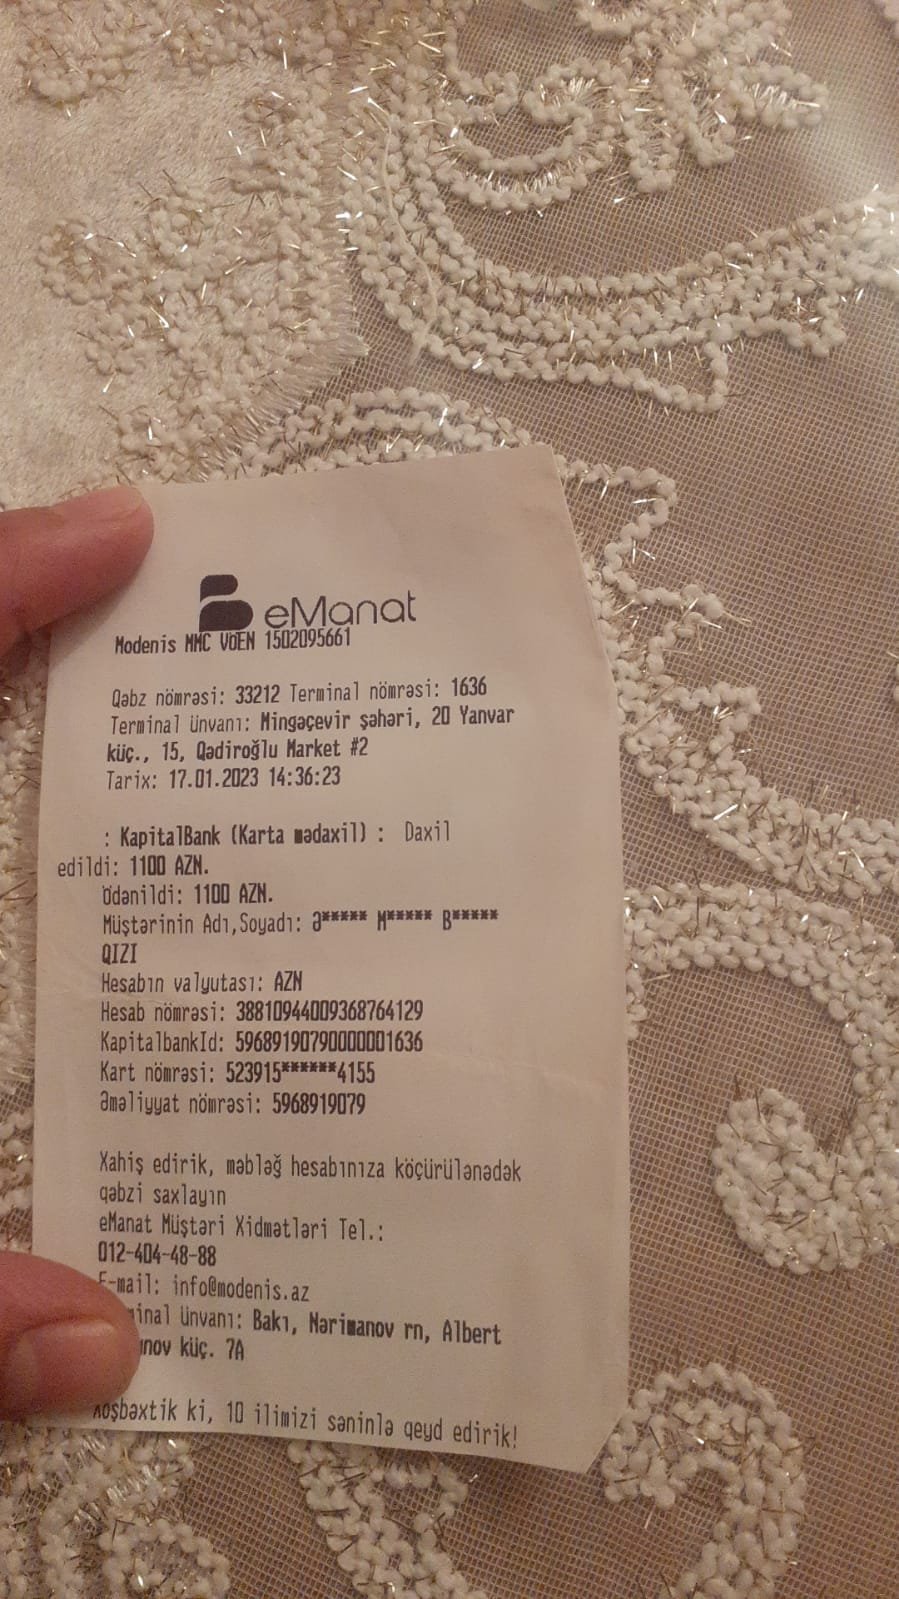 eManat
Modenis MMC VÖEN 1502095661
Qəbz nömrəsi: 33212 Terminal nömrəsi: 1636
Terminal Ünvanı: Mingəçevir şəhəri, 20 Yanvar
küç., 15, Qədiroğlu Market #2
Tarix: 17.01.2023 14:36:23
: KapitalBank (Karta mədaxil) : Daxil
edildi: 1100 AZN.
Ödənildi: 1100 AZN.
Müştərinin Adı,Soyadı: Ə***** M***** B*****
QIZI
Hesabın valyutası: AZN
Hesab nömrəsi: 38810944009368764129
KapitalbankId: 59689190790000001636
Kart nömrəsi: 523915******4155
Əməliyyat nömrəsi: 5968919079
Xahiş edirik, məbləğ hesabınıza köçürülənədək
qəbzi saxlayın
eManat Müştəri Xidmətləri Tel.:
012-404-48-88
E-mail: info@modenis.az
Ünvanı: Bakı, Nərimanov rn, Albert
küç. 7A
Xoşbəxtik ki, 10 ilimizi səninlə qeyd edirik!